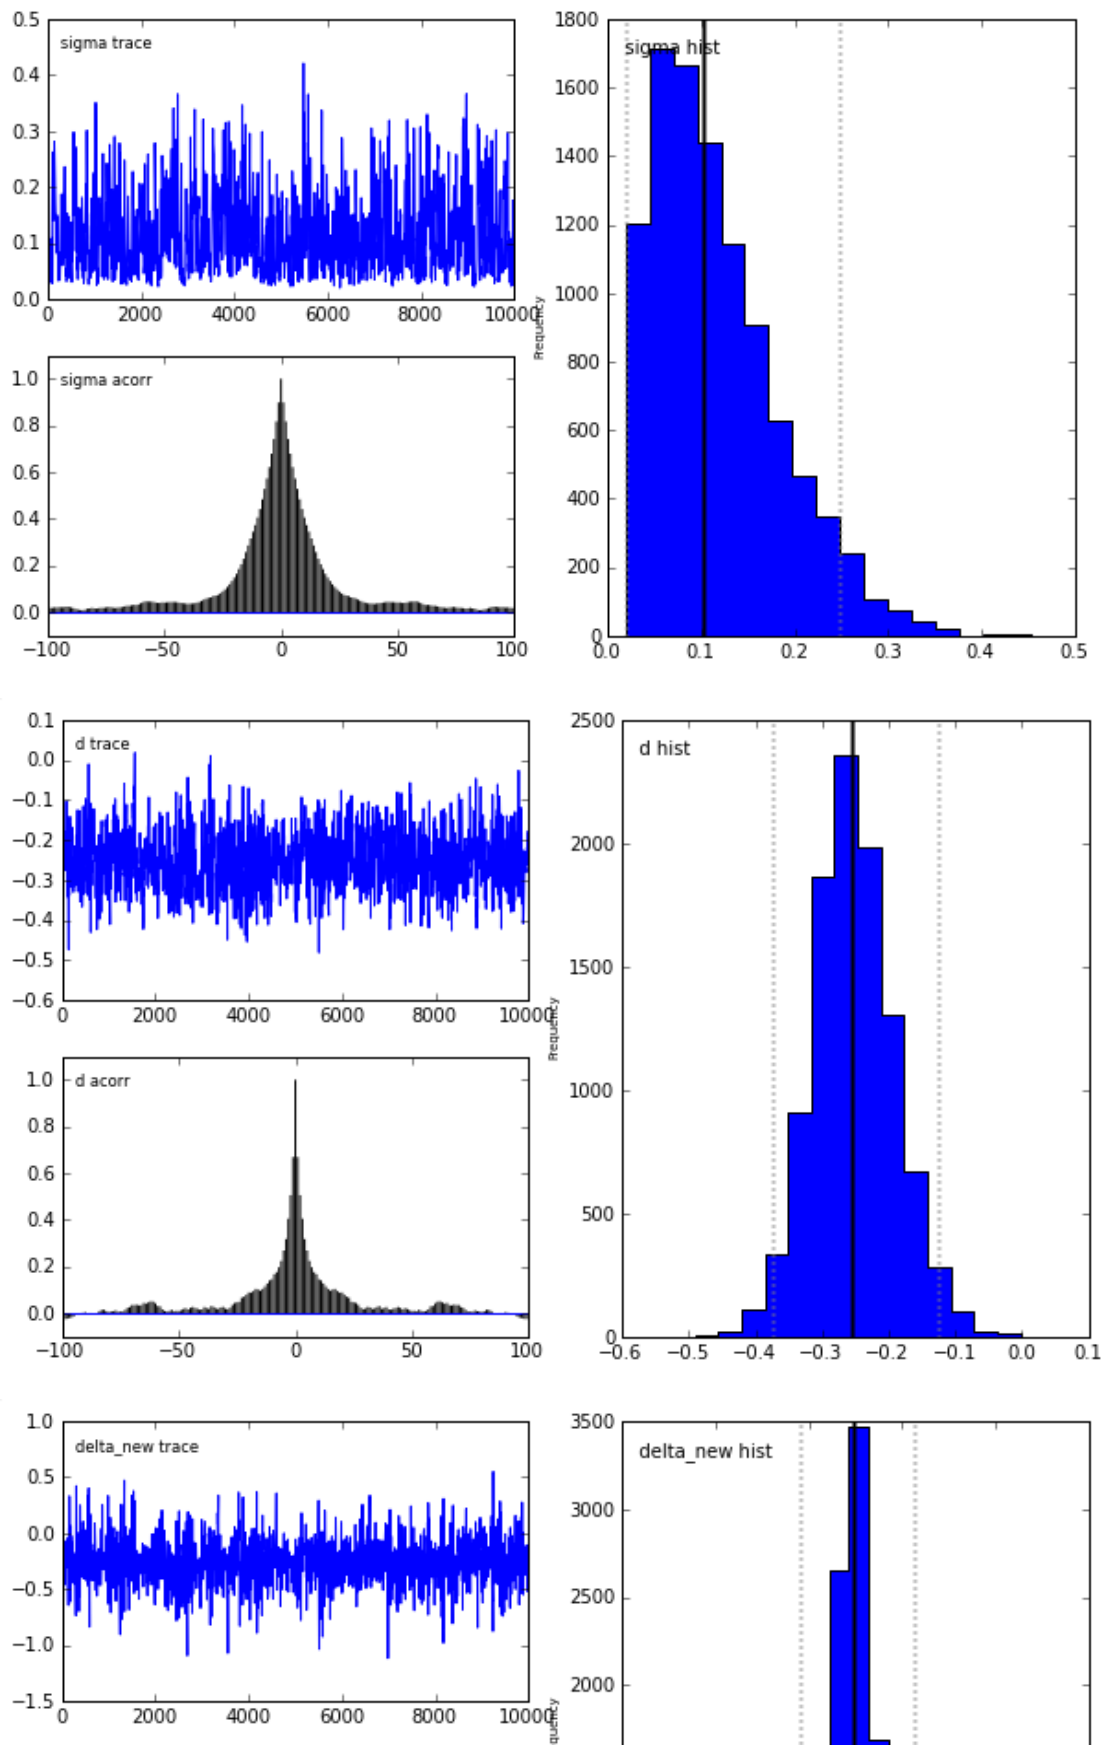 sigma trace
0.5
0.4
0.3
0.2
0.1
0.0
0 2000 4000 6000 8000 10000
sigma acorr
1.0
0.8
0.6
0.4
0.2
0.0
−100 −50 0 50 100
sigma hist
Frequency
1800
1600
1400
1200
1000
800
600
400
200
0
0.0 0.1 0.2 0.3 0.4 0.5
d trace
0.1
0.0
−0.1
−0.2
−0.3
−0.4
−0.5
−0.6
0 2000 4000 6000 8000 10000
d acorr
1.0
0.8
0.6
0.4
0.2
0.0
−100 −50 0 50 100
d hist
Frequency
2500
2000
1500
1000
500
0
−0.6 −0.5 −0.4 −0.3 −0.2 −0.1 0.0 0.1
delta_new trace
1.0
0.5
0.0
−0.5
−1.0
−1.5
0 2000 4000 6000 8000 10000
delta_new hist
quency
3500
3000
2500
2000